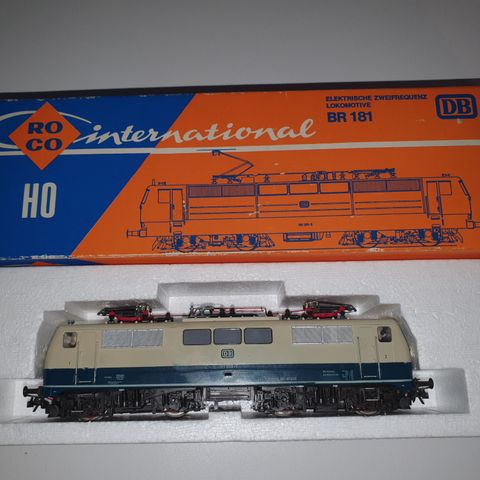 RO
CO
international
HO
ELEKTRISCHE ZWEIFREQUENZ
LOKOMOTIVE
BR 181
DB
DB